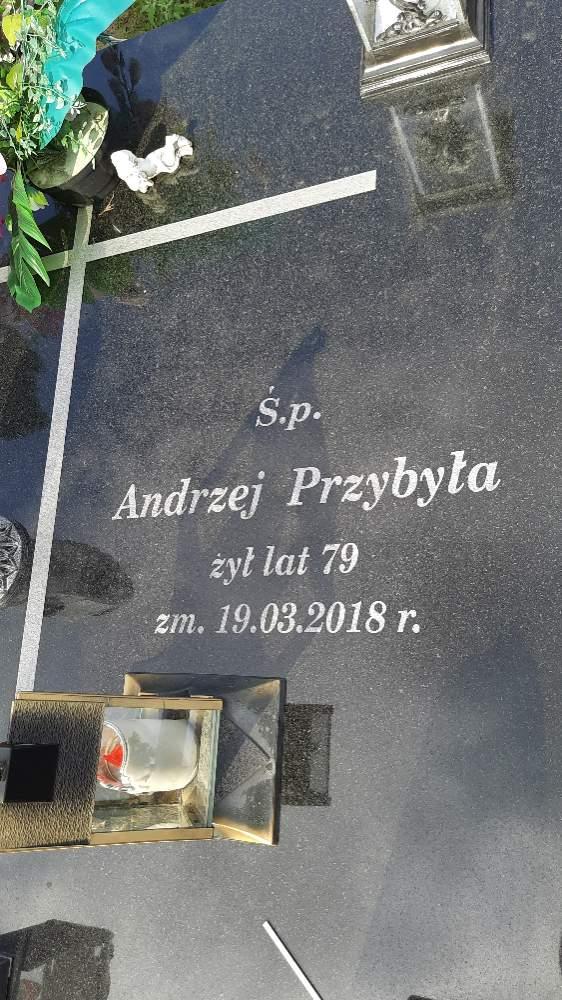 Ś.p.
Andrzej Przybyła
żył lat 79
zm. 19.03.2018 r.